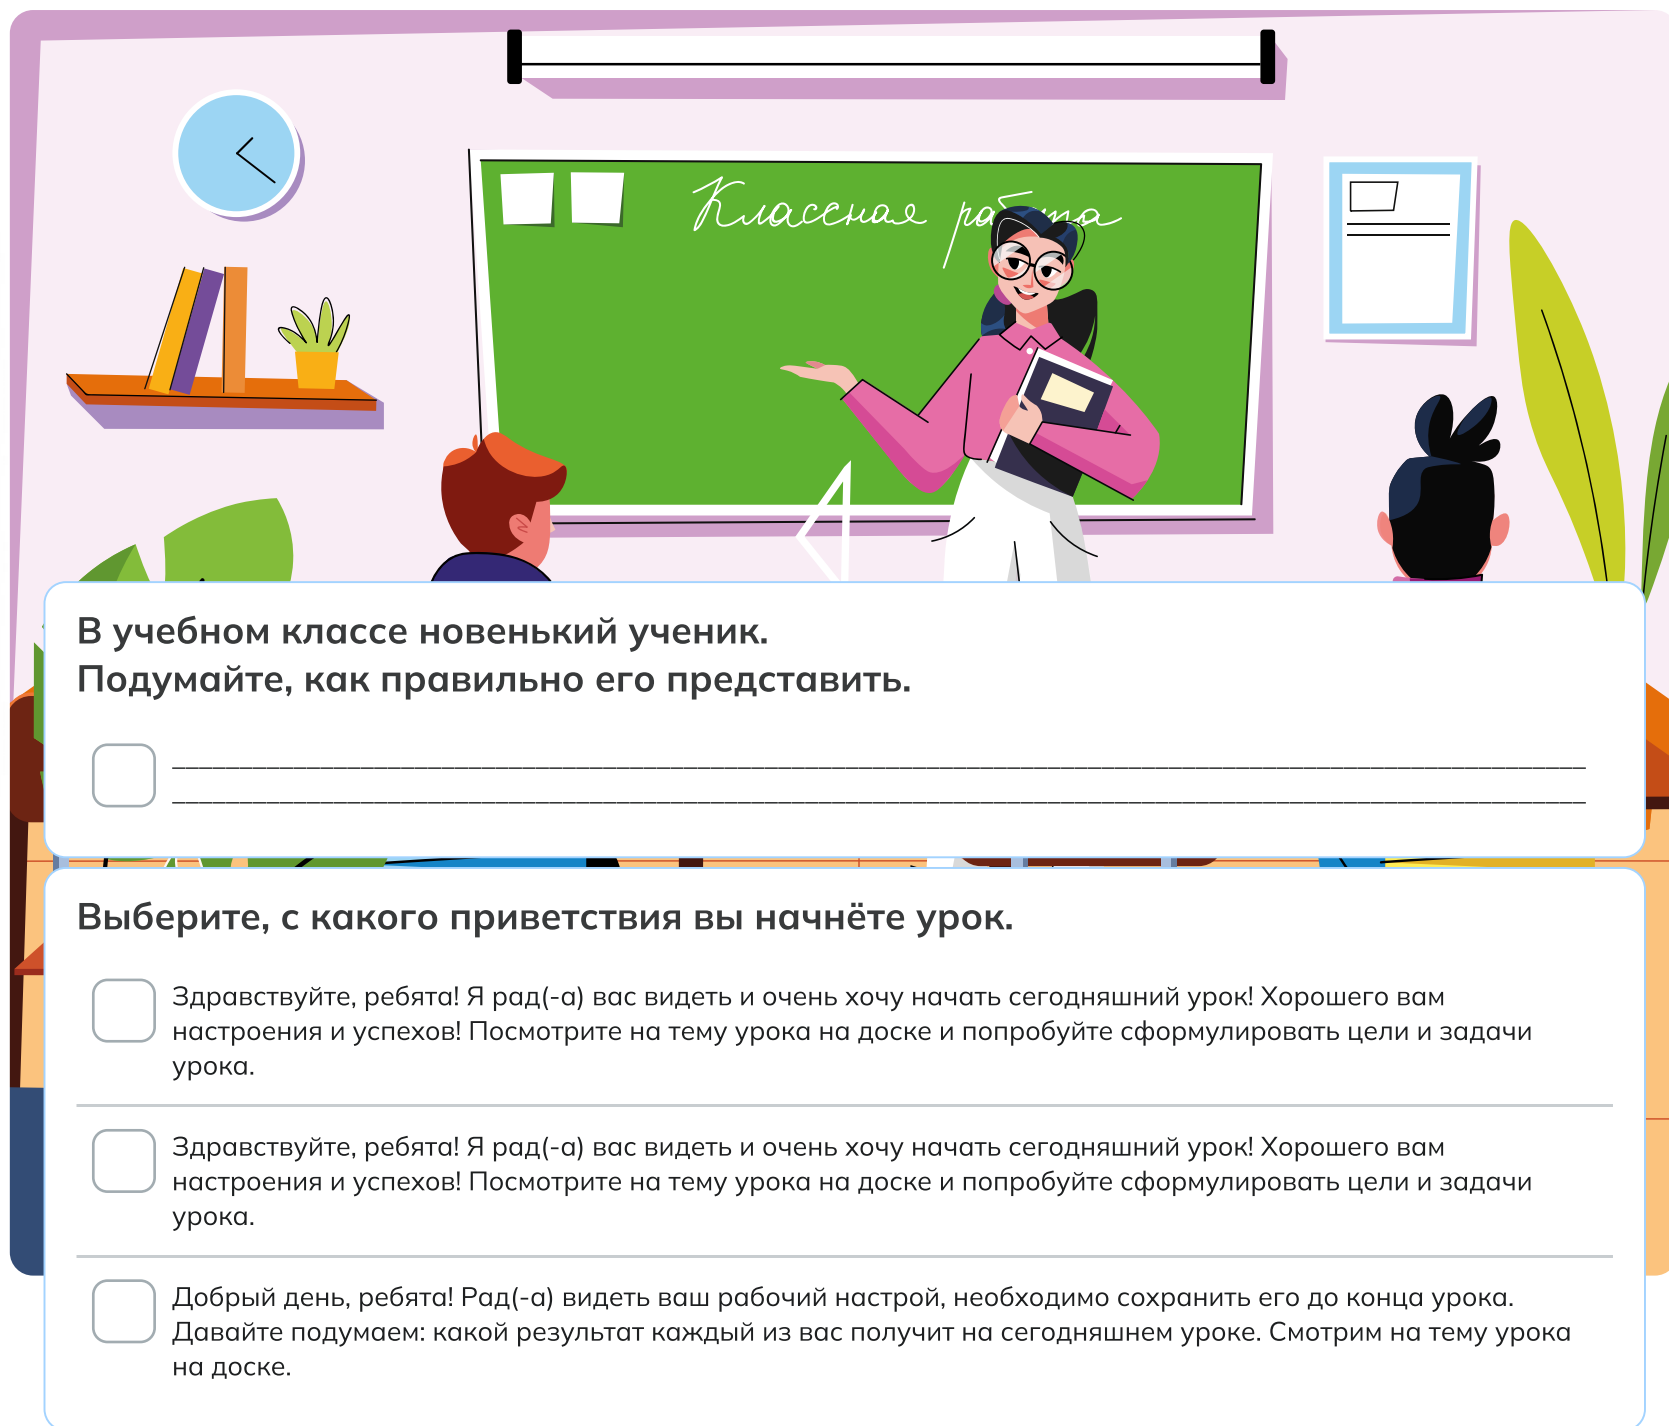 Классная работа
В учебном классе новенький ученик.
Подумайте, как правильно его представить.
Выберите, с какого приветствия вы начнёте урок.
Здравствуйте, ребята! Я рад(-а) вас видеть и очень хочу начать сегодняшний урок! Хорошего вам
настроения и успехов! Посмотрите на тему урока на доске и попробуйте сформулировать цели и задачи
урока.
Здравствуйте, ребята! Я рад(-а) вас видеть и очень хочу начать сегодняшний урок! Хорошего вам
настроения и успехов! Посмотрите на тему урока на доске и попробуйте сформулировать цели и задачи
урока.
Добрый день, ребята! Рад(-а) видеть ваш рабочий настрой, необходимо сохранить его до конца урока.
Давайте подумаем: какой результат каждый из вас получит на сегодняшнем уроке. Смотрим на тему урока
на доске.